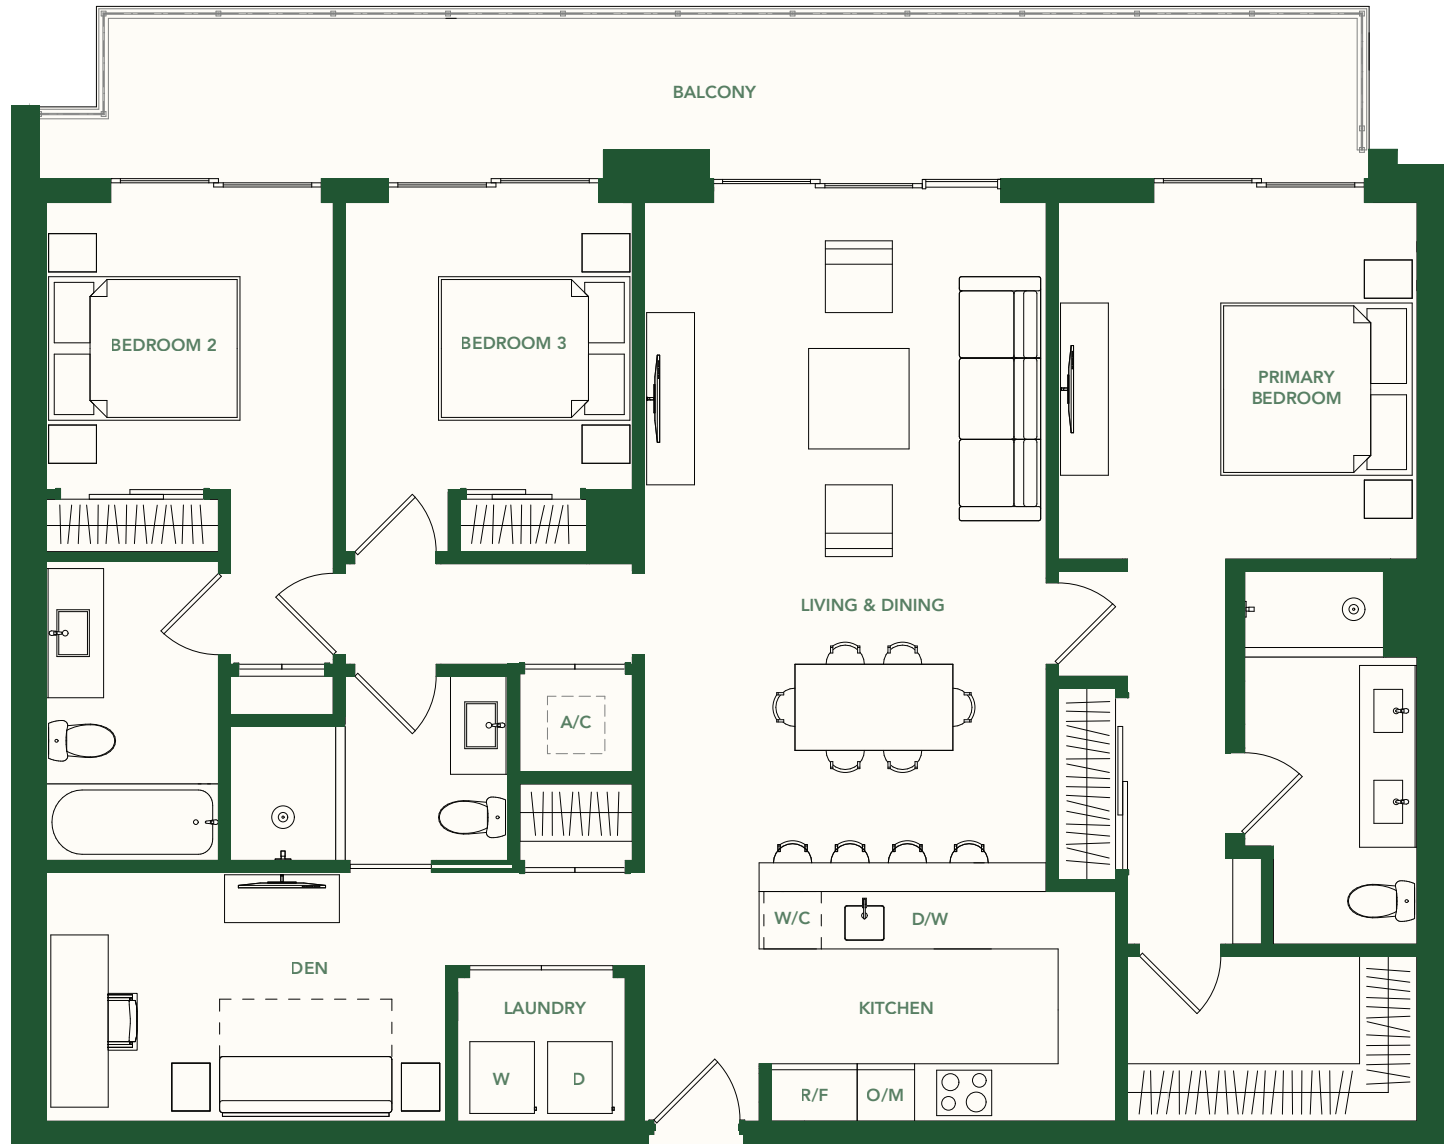 BALCONY
BEDROOM 2
BEDROOM 3
PRIMARY
BEDROOM
LIVING & DINING
A/C
W/C
D/W
DEN
LAUNDRY
KITCHEN
W
D
R/F
O/M